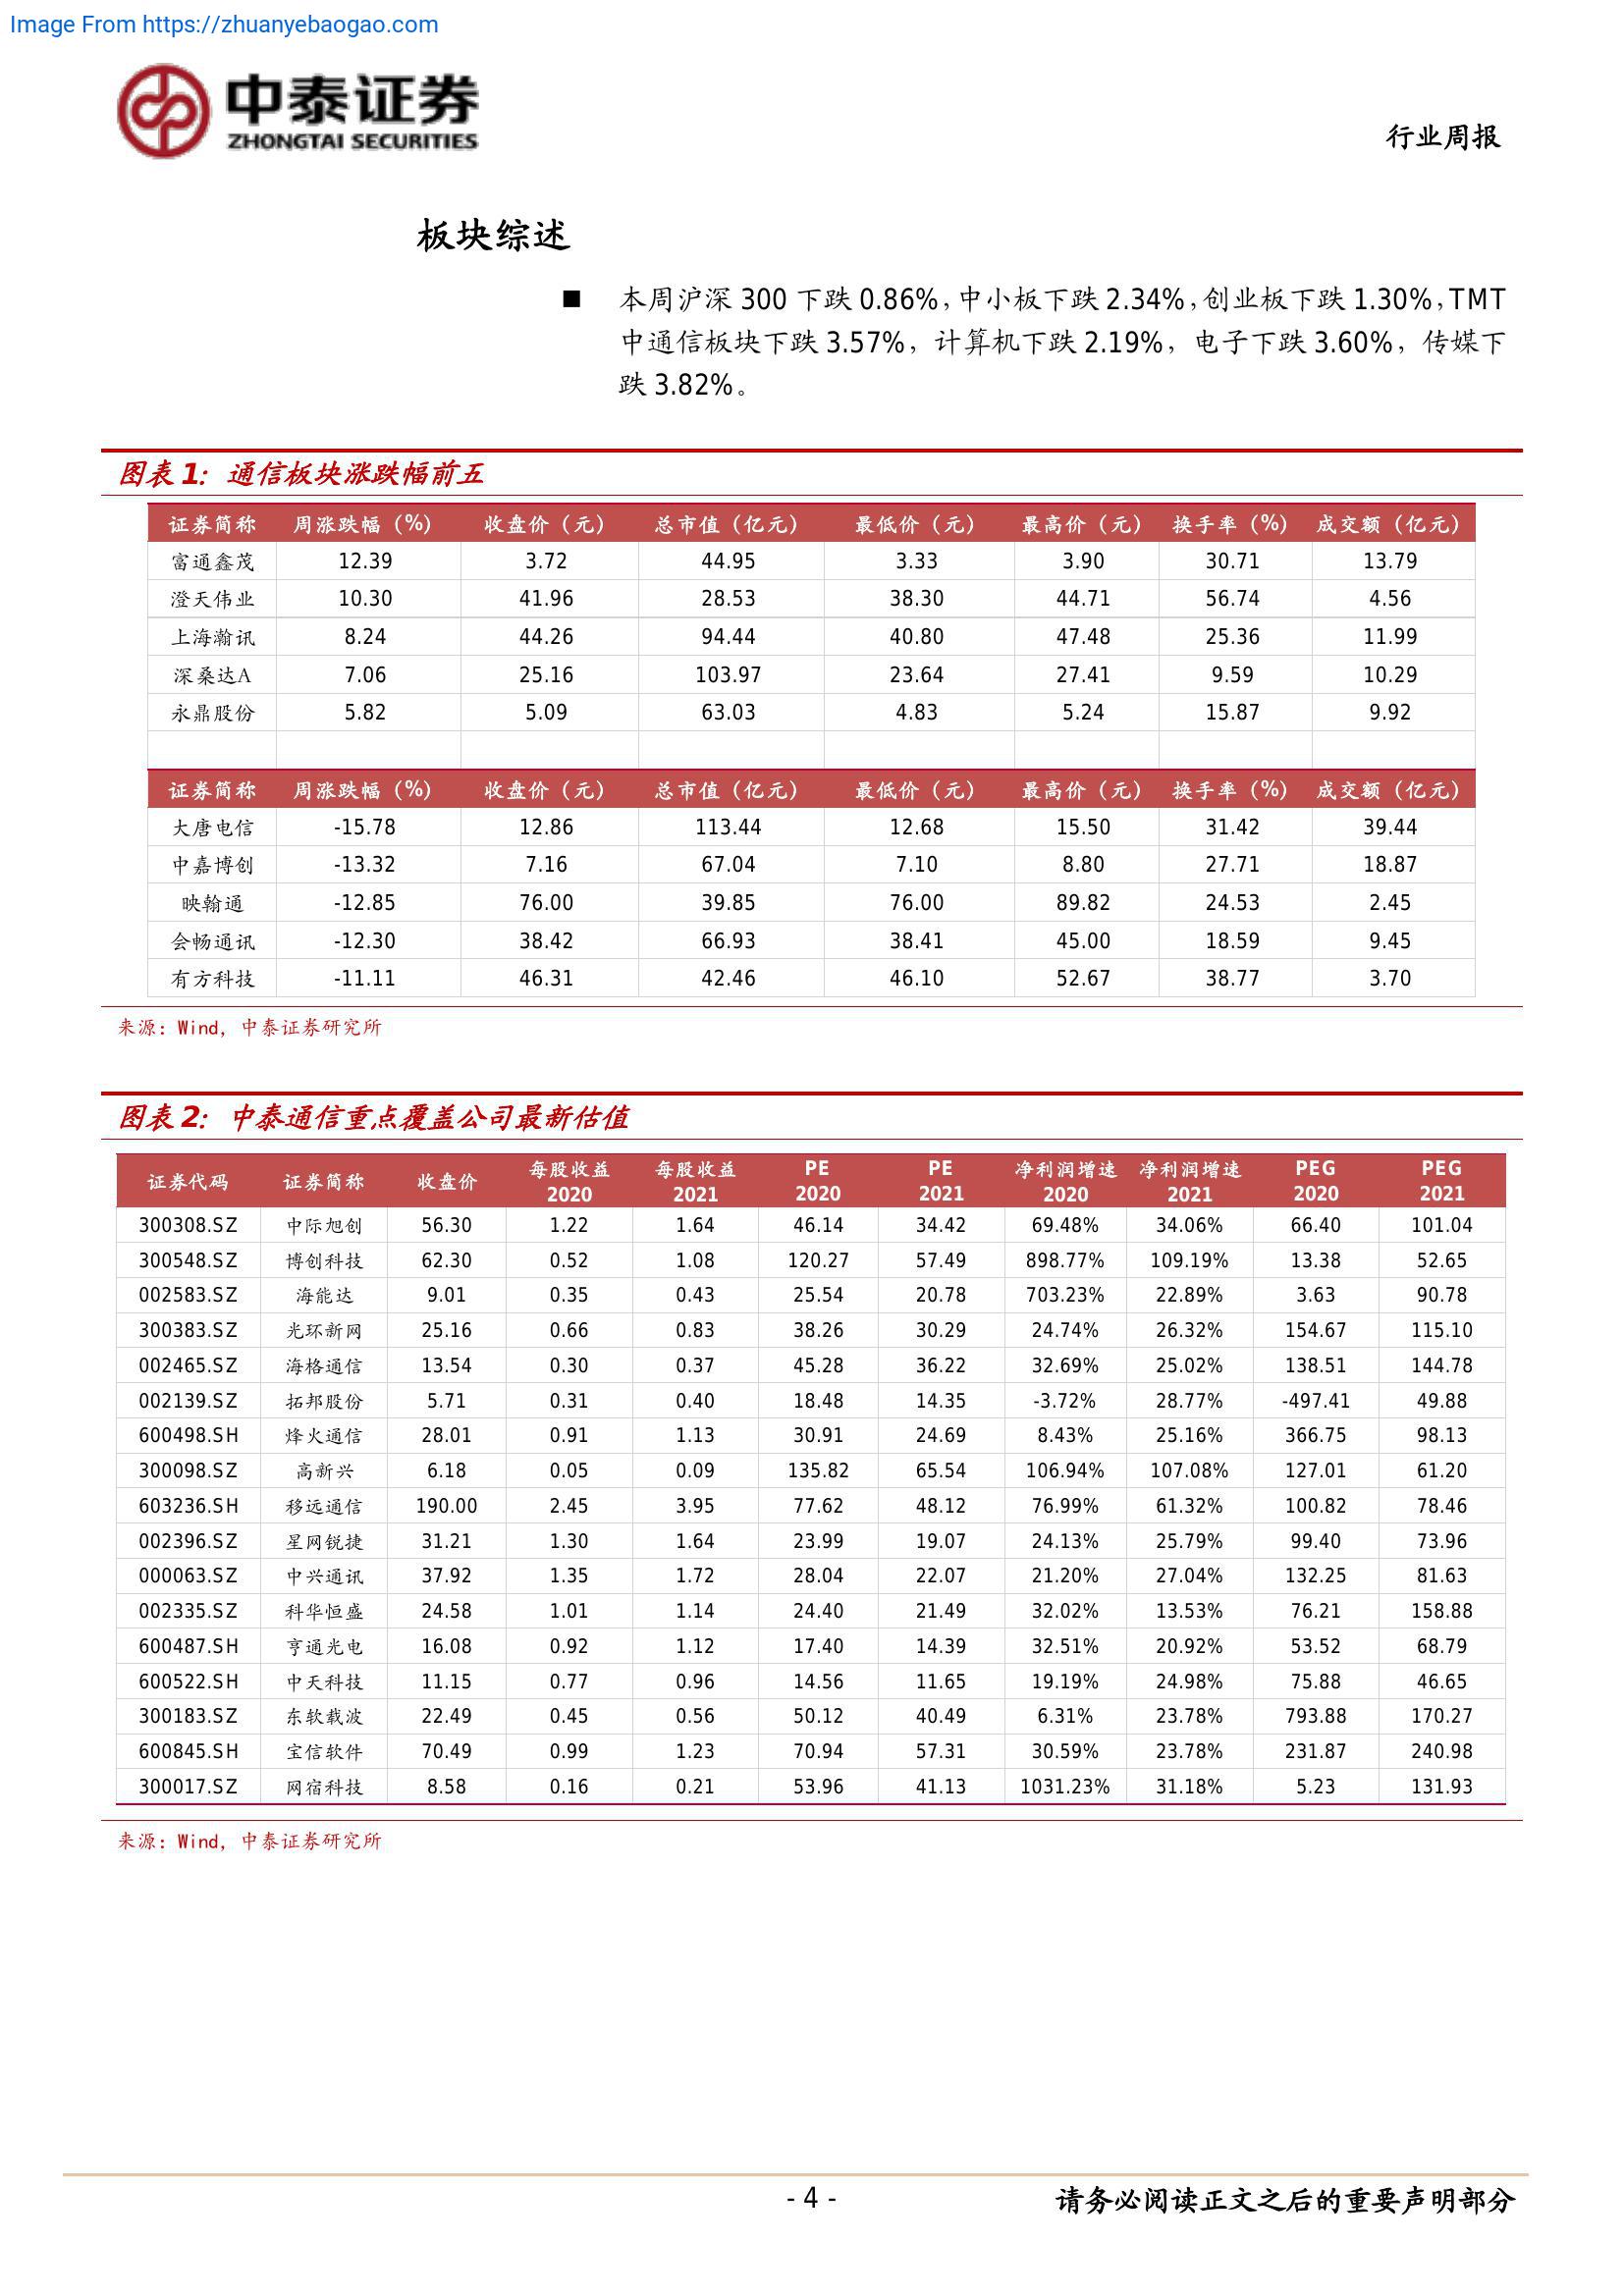 Image From https://zhuanyebaogao.com
中泰证券
ZHONGTAI SECURITIES
行业周报
板块综述
■ 本周沪深 300 下跌 0.86%，中小板下跌 2.34%，创业板下跌 1.30%，TMT
中通信板块下跌 3.57%，计算机下跌 2.19%，电子下跌 3.60%，传媒下
跌 3.82%。
图表 1：通信板块涨跌幅前五
证券简称 周涨跌幅（%） 收盘价（元） 总市值（亿元） 最低价（元） 最高价（元） 换手率（%） 成交额（亿元）
富通鑫茂 12.39 3.72 44.95 3.33 3.90 30.71 13.79
澄天伟业 10.30 41.96 28.53 38.30 44.71 56.74 4.56
上海瀚讯 8.24 44.26 94.44 40.80 47.48 25.36 11.99
深桑达A 7.06 25.16 103.97 23.64 27.41 9.59 10.29
永鼎股份 5.82 5.09 63.03 4.83 5.24 15.87 9.92
证券简称 周涨跌幅（%） 收盘价（元） 总市值（亿元） 最低价（元） 最高价（元） 换手率（%） 成交额（亿元）
大唐电信 -15.78 12.86 113.44 12.68 15.50 31.42 39.44
中嘉博创 -13.32 7.16 67.04 7.10 8.80 27.71 18.87
映翰通 -12.85 76.00 39.85 76.00 89.82 24.53 2.45
会畅通讯 -12.30 38.42 66.93 38.41 45.00 18.59 9.45
有方科技 -11.11 46.31 42.46 46.10 52.67 38.77 3.70
来源：Wind，中泰证券研究所
图表 2：中泰通信重点覆盖公司最新估值
证券代码 证券简称 收盘价 每股收益 2020 每股收益 2021 PE 2020 PE 2021 净利润增速 2020 净利润增速 2021 PEG 2020 PEG 2021
300308.SZ 中际旭创 56.30 1.22 1.64 46.14 34.42 69.48% 34.06% 66.40 101.04
300548.SZ 博创科技 62.30 0.52 1.08 120.27 57.49 898.77% 109.19% 13.38 52.65
002583.SZ 海能达 9.01 0.35 0.43 25.54 20.78 703.23% 22.89% 3.63 90.78
300383.SZ 光环新网 25.16 0.66 0.83 38.26 30.29 24.74% 26.32% 154.67 115.10
002465.SZ 海格通信 13.54 0.30 0.37 45.28 36.22 32.69% 25.02% 138.51 144.78
002139.SZ 拓邦股份 5.71 0.31 0.40 18.48 14.35 -3.72% 28.77% -497.41 49.88
600498.SH 烽火通信 28.01 0.91 1.13 30.91 24.69 8.43% 25.16% 366.75 98.13
300098.SZ 高新兴 6.18 0.05 0.09 135.82 65.54 106.94% 107.08% 127.01 61.20
603236.SH 移远通信 190.00 2.45 3.95 77.62 48.12 76.99% 61.32% 100.82 78.46
002396.SZ 星网锐捷 31.21 1.30 1.64 23.99 19.07 24.13% 25.79% 99.40 73.96
000063.SZ 中兴通讯 37.92 1.35 1.72 28.04 22.07 21.20% 27.04% 132.25 81.63
002335.SZ 科华恒盛 24.58 1.01 1.14 24.40 21.49 32.02% 13.53% 76.21 158.88
600487.SH 亨通光电 16.08 0.92 1.12 17.40 14.39 32.51% 20.92% 53.52 68.79
600522.SH 中天科技 11.15 0.77 0.96 14.56 11.65 19.19% 24.98% 75.88 46.65
300183.SZ 东软载波 22.49 0.45 0.56 50.12 40.49 6.31% 23.78% 793.88 170.27
600845.SH 宝信软件 70.49 0.99 1.23 70.94 57.31 30.59% 23.78% 231.87 240.98
300017.SZ 网宿科技 8.58 0.16 0.21 53.96 41.13 1031.23% 31.18% 5.23 131.93
来源：Wind，中泰证券研究所
- 4 -
请务必阅读正文之后的重要声明部分